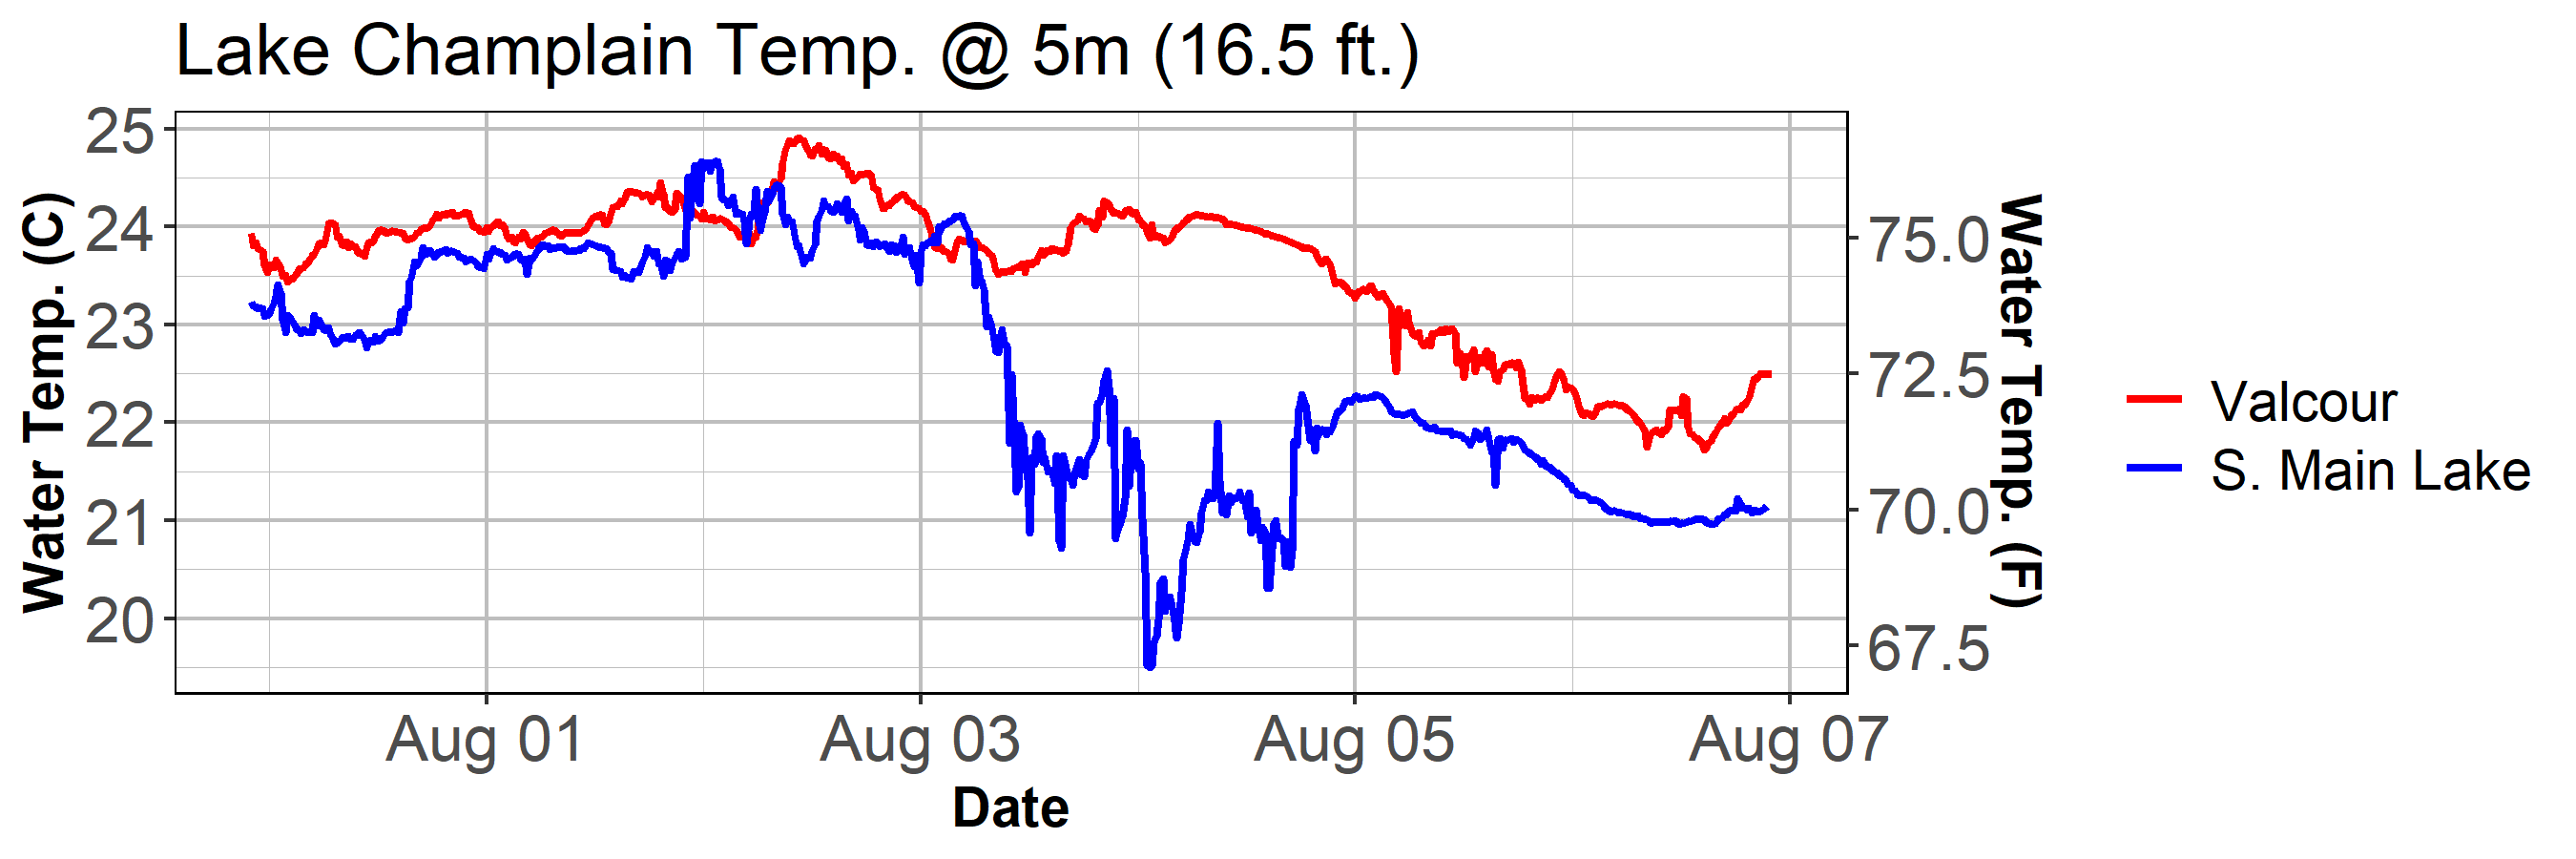 Lake Champlain Temp. @ 5m (16.5 ft.)
Water Temp. (C)
25
24
23
22
21
20
75.0
72.5
70.0
67.5
Water Temp. (F)
Aug 01
Aug 03
Aug 05
Aug 07
Date
Valcour
S. Main Lake